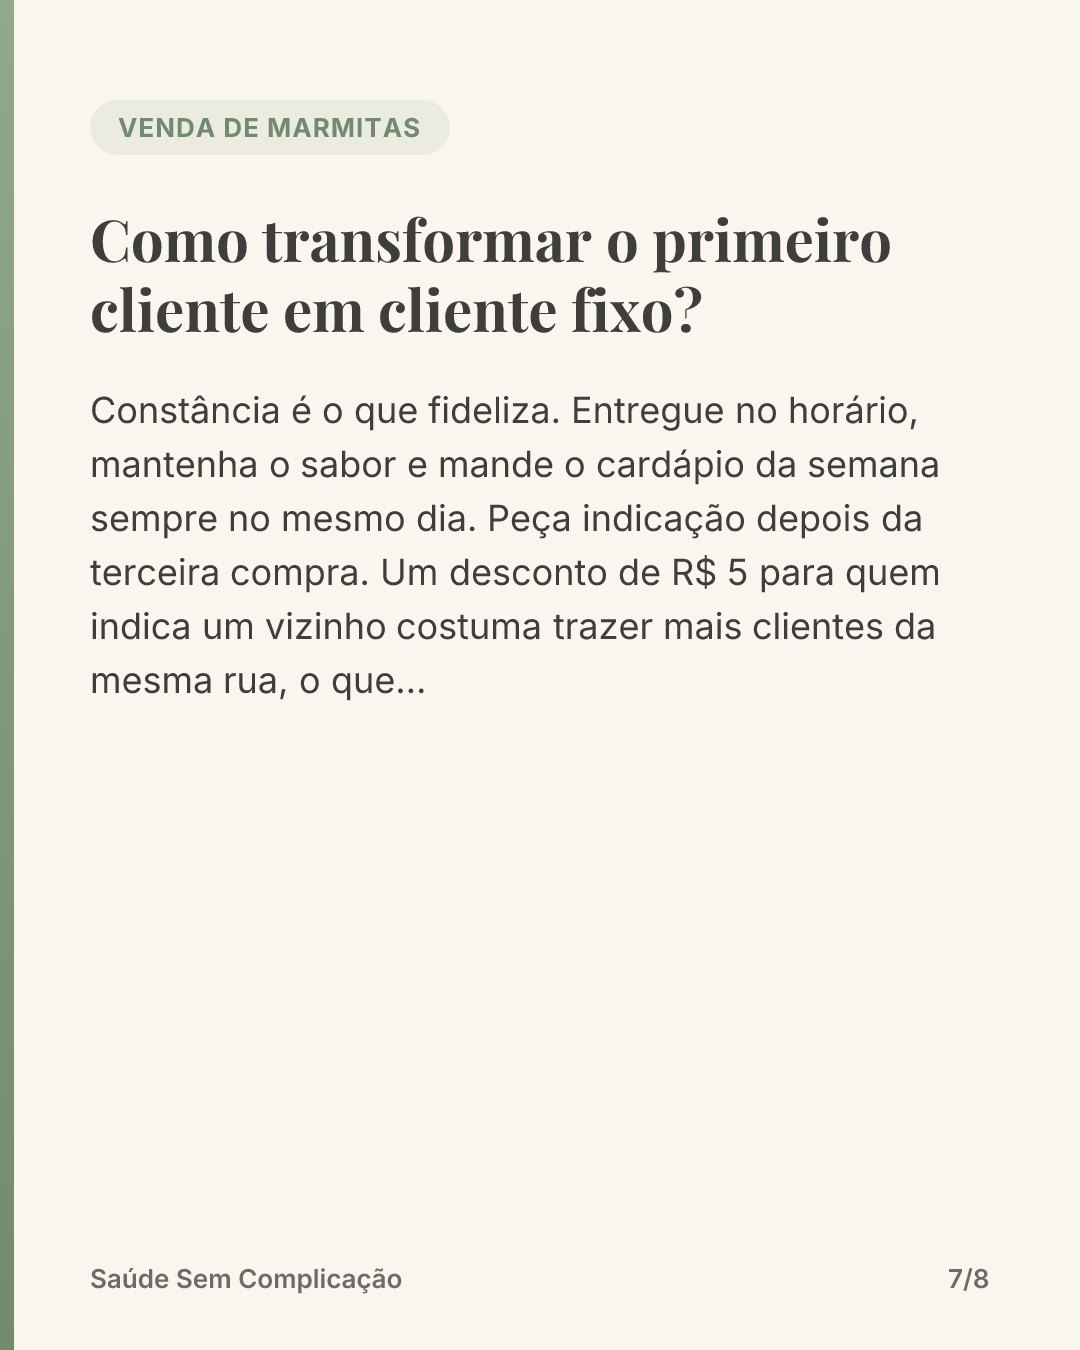 VENDA DE MARMITAS
Como transformar o primeiro
cliente em cliente fixo?
Constância é o que fideliza. Entregue no horário,
mantenha o sabor e mande o cardápio da semana
sempre no mesmo dia. Peça indicação depois da
terceira compra. Um desconto de R$ 5 para quem
indica um vizinho costuma trazer mais clientes da
mesma rua, o que...
Saúde Sem Complicação
7/8